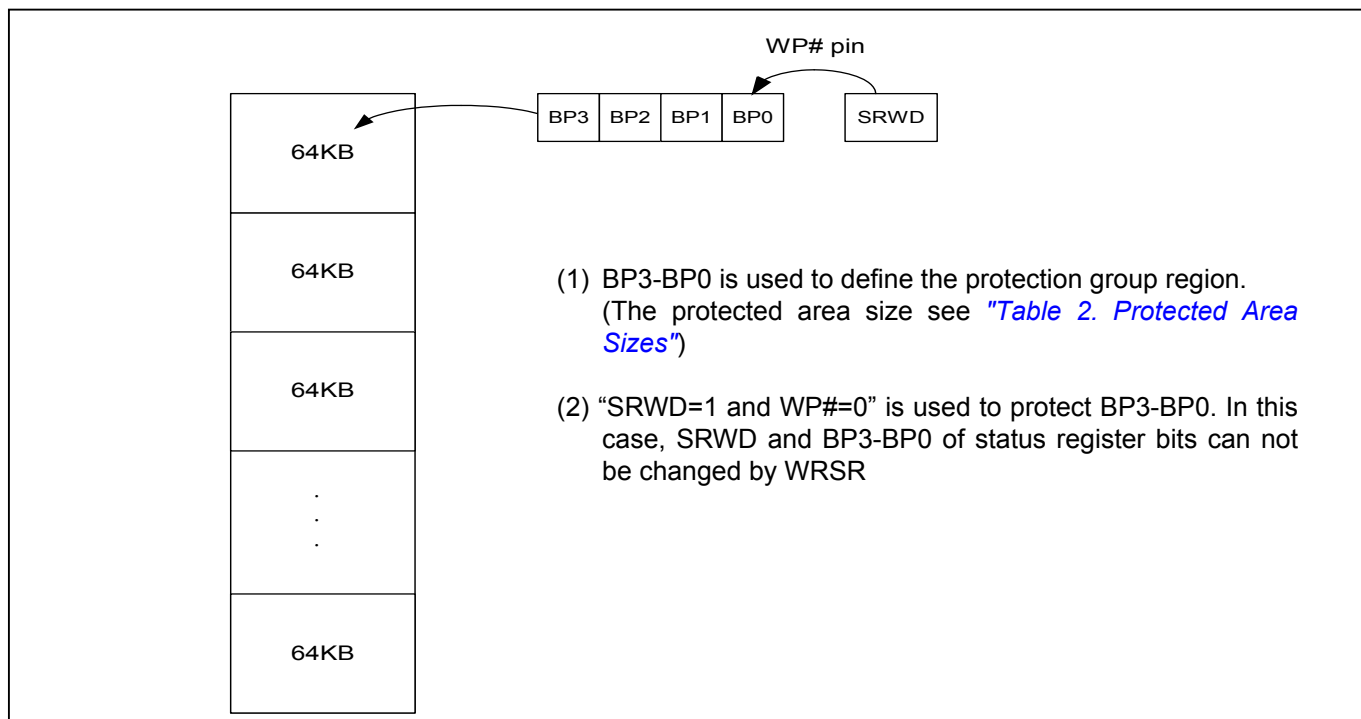 WP# pin
BP3 BP2 BP1 BP0 SRWD
64KB
64KB
64KB
.
.
.
64KB
(1) BP3-BP0 is used to define the protection group region.
(The protected area size see "Table 2. Protected Area
Sizes")
(2) “SRWD=1 and WP#=0” is used to protect BP3-BP0. In this
case, SRWD and BP3-BP0 of status register bits can not
be changed by WRSR